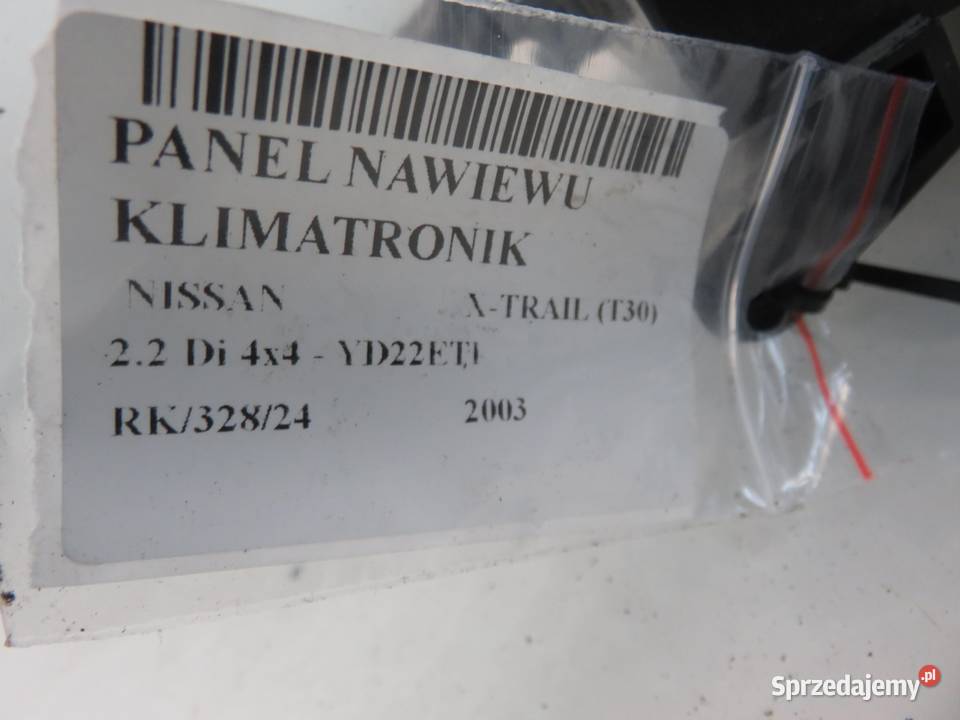 PANEL NAWIEWU
KLIMATRONIK
NISSAN X-TRAIL (T30)
2.2 Di 4x4 - YD22ETI
RK/328/24 2003
Sprzedajemy.pl